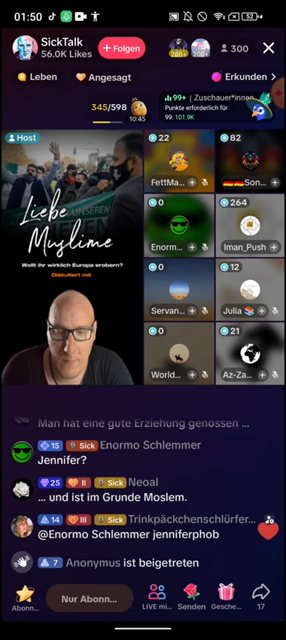 01:50
52
SickTalk
56.0K Likes
+ Folgen
200+
200+
300
Leben
Angesagt
Erkunden >
345/598
10:45
99+ | Zuschauer*innen
Punkte erforderlich für
99: 101.9K
Host
22
82
FettMa...
Son...
UNSEREN
Liebe
Muslime
Wollt ihr wirklich Europa erobern?
Diskutiert mit
0
264
Enorm...
Iman_Push
0
12
Servan...
Julia
0
21
World...
Az-Za...
Man hat eine gute Erziehung genossen ...
15 Sick Enormo Schlemmer
Jennifer?
25 II Sick Neoal
... und ist im Grunde Moslem.
14 III Sick Trinkpäckchenschlürfer...
@Enormo Schlemmer jenniferphob
7 Anonymus ist beigetreten
Nur Abonn...
Abonn...
LIVE mi...
Senden
Gesche...
17